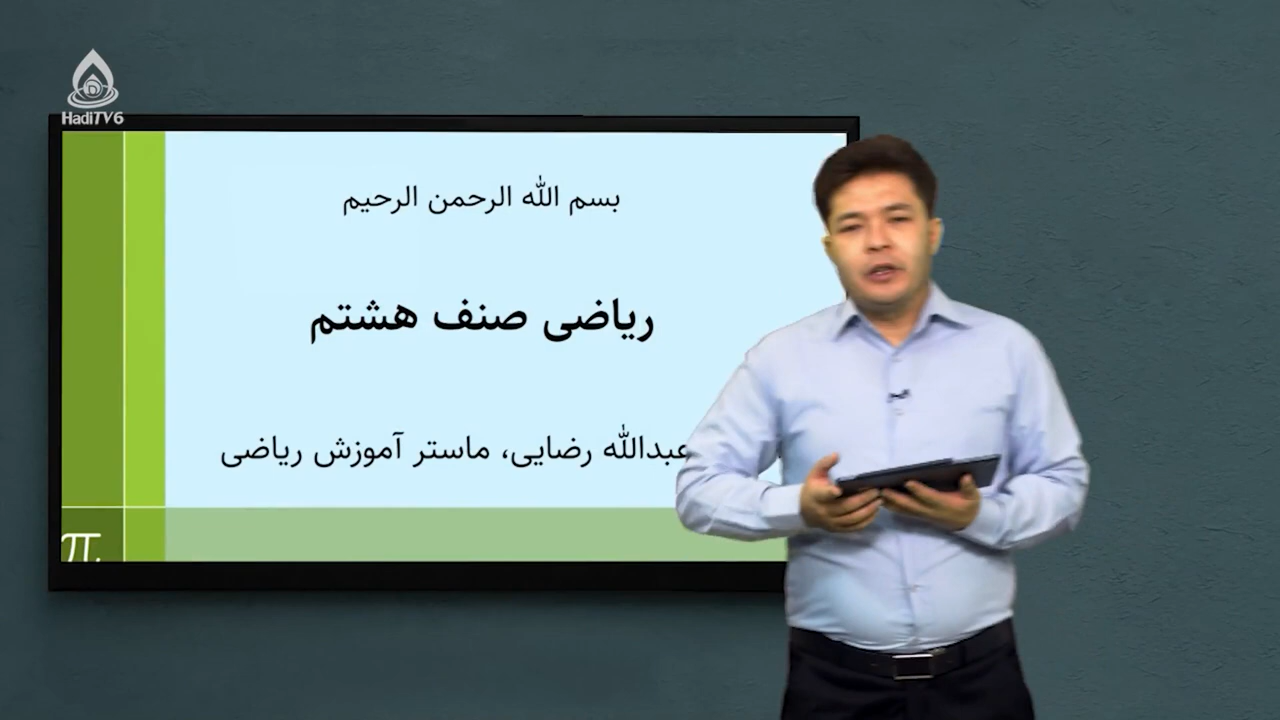 HadiTV6
بسم الله الرحمن الرحیم
ریاضی صنف هشتم
عبدالله رضایی، ماستر آموزش ریاضی
π